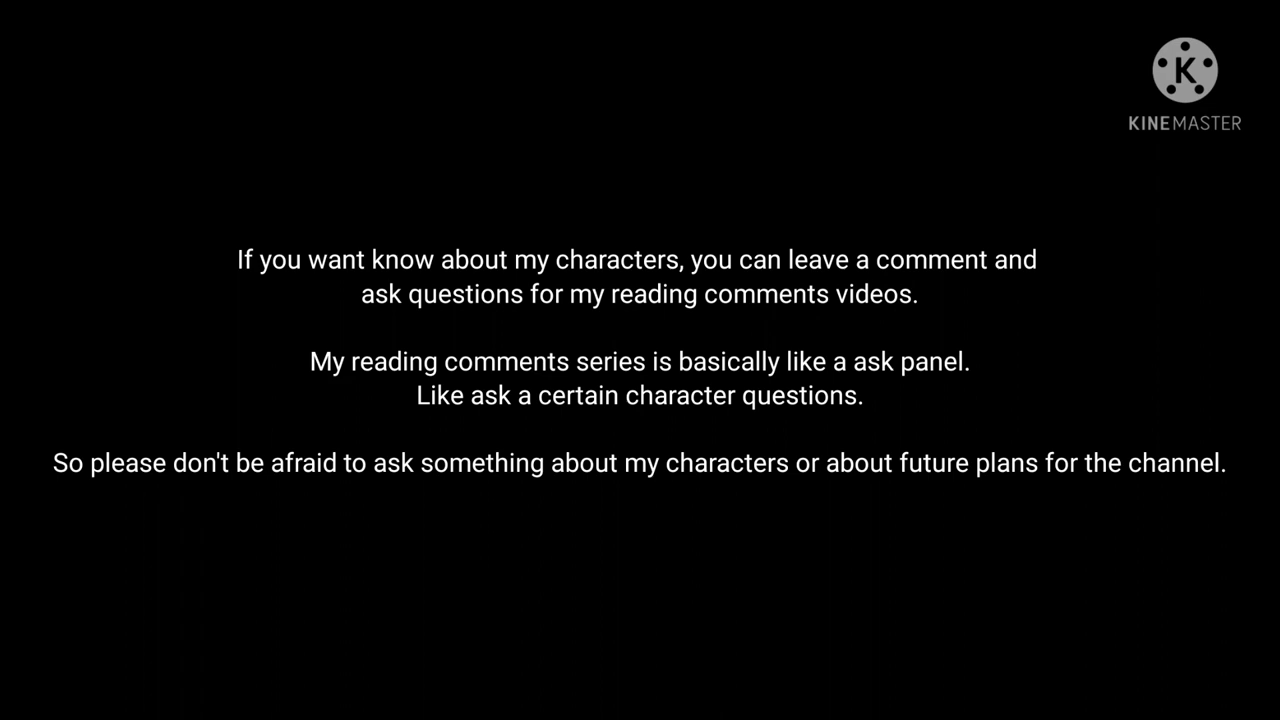 K
KINEMASTER
If you want know about my characters, you can leave a comment and
ask questions for my reading comments videos.
My reading comments series is basically like a ask panel.
Like ask a certain character questions.
So please don't be afraid to ask something about my characters or about future plans for the channel.